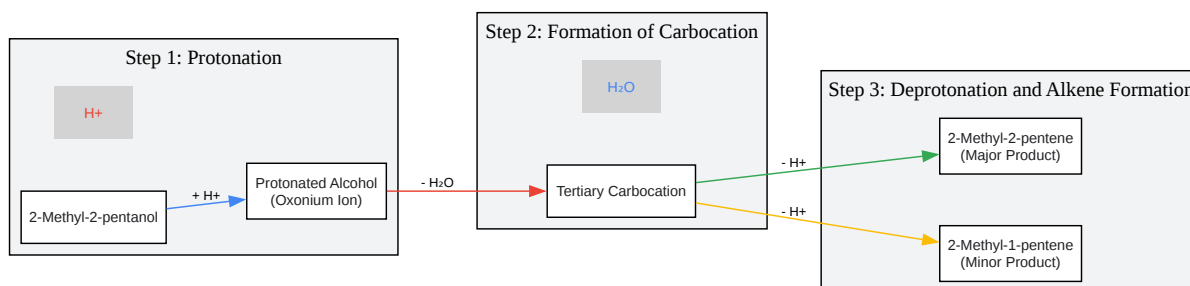 Step 1: Protonation
H+
2-Methyl-2-pentanol
+ H+
Protonated Alcohol
(Oxonium Ion)
- H₂O
Step 2: Formation of Carbocation
H₂O
Tertiary Carbocation
- H+
- H+
Step 3: Deprotonation and Alkene Formation
2-Methyl-2-pentene
(Major Product)
2-Methyl-1-pentene
(Minor Product)